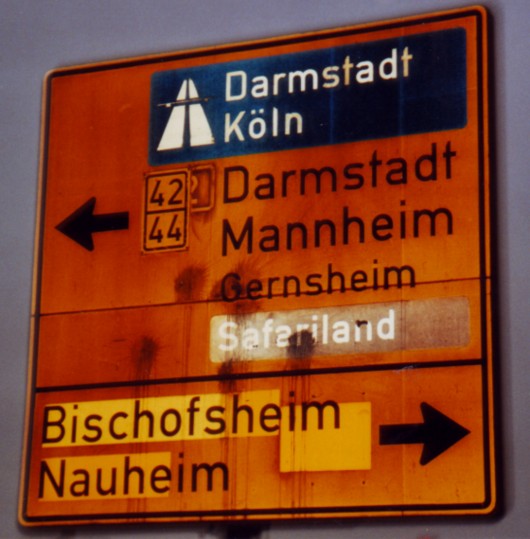 Darmstadt
Köln
42 Darmstadt
44 Mannheim
Gernsheim
Safariland
Bischofsheim
Nauheim